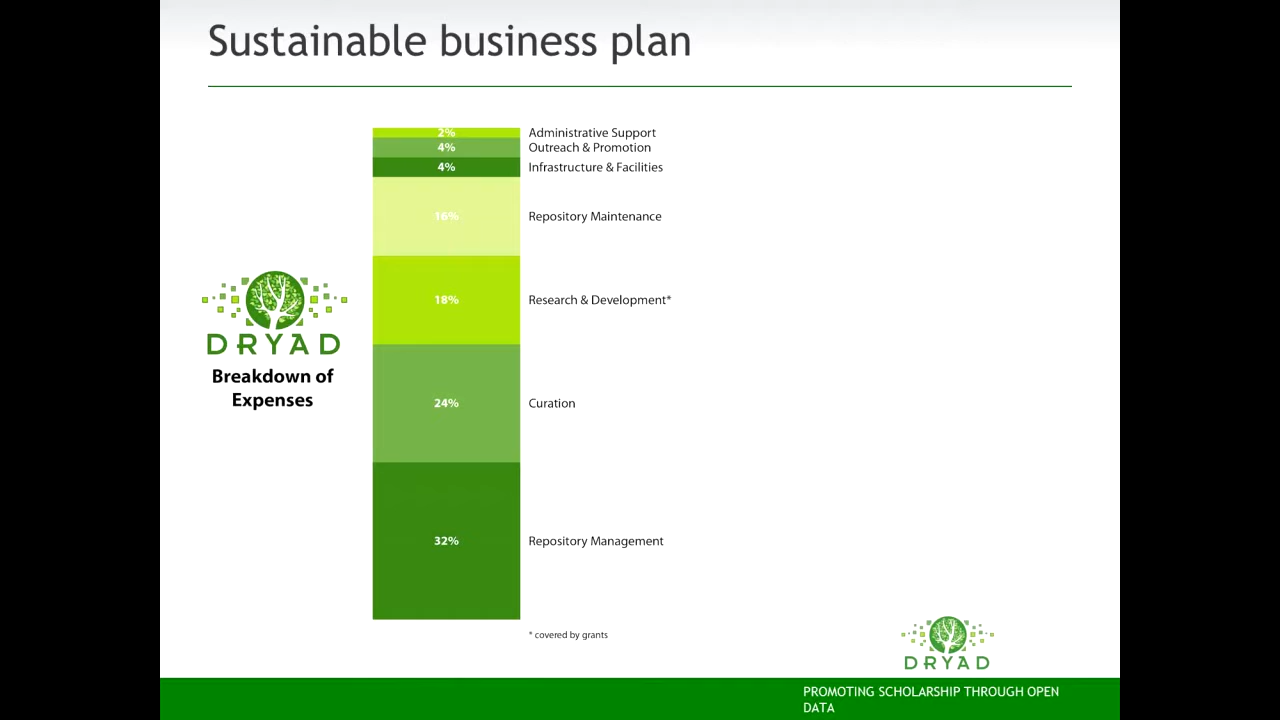 Sustainable business plan
2% Administrative Support
4% Outreach & Promotion
4% Infrastructure & Facilities
16% Repository Maintenance
18% Research & Development*
DRYAD
Breakdown of
Expenses
24% Curation
32% Repository Management
* covered by grants
DRYAD
PROMOTING SCHOLARSHIP THROUGH OPEN
DATA